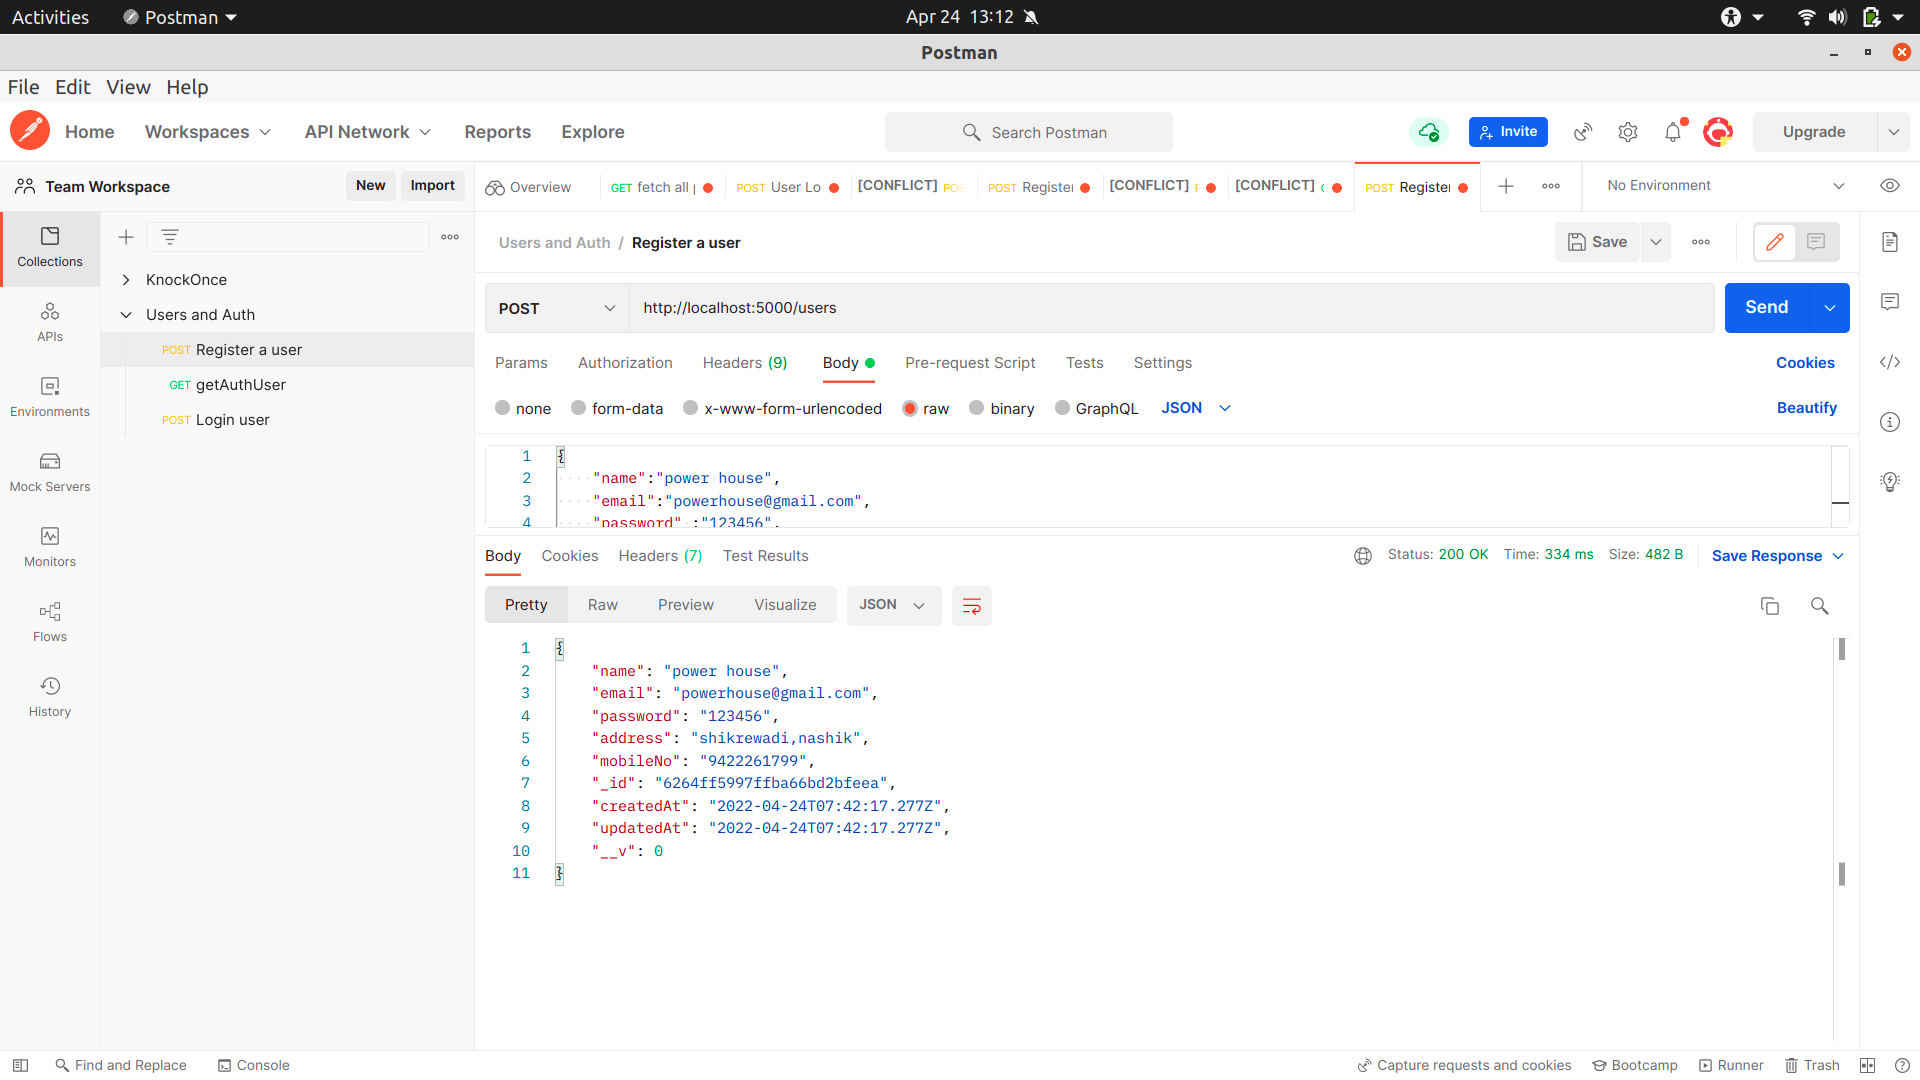 Activities Postman Apr 24 13:12
Postman
File Edit View Help
Home Workspaces API Network Reports Explore Search Postman Invite Upgrade
Team Workspace New Import Overview GET fetch all POST User Lo [CONFLICT] POS POST Register [CONFLICT] [CONFLICT] POST Register No Environment
Collections
APIs
Environments
Mock Servers
Monitors
Flows
History
KnockOnce
Users and Auth
POST Register a user
GET getAuthUser
POST Login user
Users and Auth / Register a user Save
POST http://localhost:5000/users Send
Params Authorization Headers (9) Body Pre-request Script Tests Settings Cookies
none form-data x-www-form-urlencoded raw binary GraphQL JSON Beautify
1 {
2 "name":"power house",
3 "email":"powerhouse@gmail.com",
4 "password" :"123456",
Body Cookies Headers (7) Test Results Status: 200 OK Time: 334 ms Size: 482 B Save Response
Pretty Raw Preview Visualize JSON
1 {
2 "name": "power house",
3 "email": "powerhouse@gmail.com",
4 "password": "123456",
5 "address": "shikrewadi,nashik",
6 "mobileNo": "9422261799",
7 "_id": "6264ff5997ffba66bd2bfeea",
8 "createdAt": "2022-04-24T07:42:17.277Z",
9 "updatedAt": "2022-04-24T07:42:17.277Z",
10 "__v": 0
11 }
Find and Replace Console Capture requests and cookies Bootcamp Runner Trash